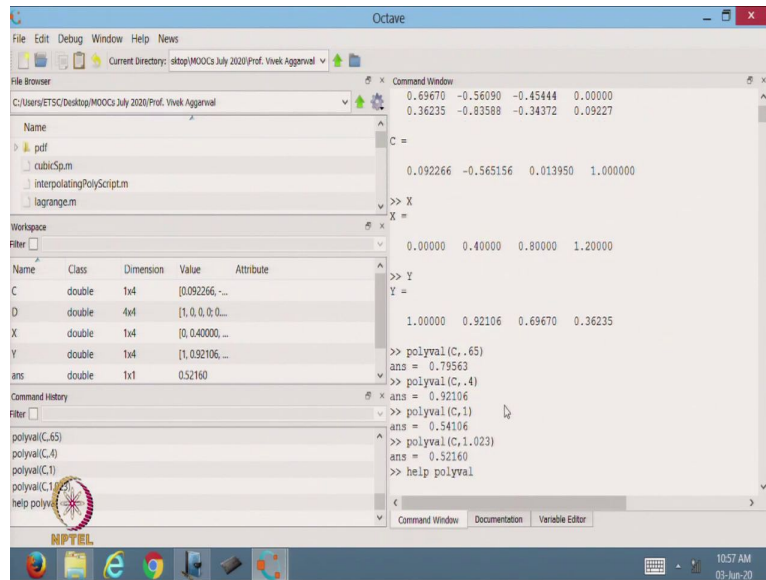 Octave
File Edit Debug Window Help News
Current Directory: sktop\MOOCs July 2020\Prof. Vivek Aggarwal
File Browser
C:/Users/ETSC/Desktop/MOOCs July 2020/Prof. Vivek Aggarwal
Name
pdf
cubicSp.m
interpolatingPolyScript.m
lagrange.m
Workspace
Filter
Name Class Dimension Value Attribute
C double 1x4 [0.092266, -...
D double 4x4 [1, 0, 0, 0; 0....
X double 1x4 [0, 0.40000, ...
Y double 1x4 [1, 0.92106, ...
ans double 1x1 0.52160
Command History
Filter
polyval(C,.65)
polyval(C,.4)
polyval(C,1)
polyval(C,1.023)
help polyval
NPTEL
Command Window
0.69670 -0.56090 -0.45444 0.00000
0.36235 -0.83588 -0.34372 0.09227
C =
0.092266 -0.565156 0.013950 1.000000
>> X
X =
0.00000 0.40000 0.80000 1.20000
>> Y
Y =
1.00000 0.92106 0.69670 0.36235
>> polyval(C,.65)
ans = 0.79563
>> polyval(C,.4)
ans = 0.92106
>> polyval(C,1)
ans = 0.54106
>> polyval(C,1.023)
ans = 0.52160
>> help polyval
Command Window Documentation Variable Editor
10:57 AM
03-Jun-20